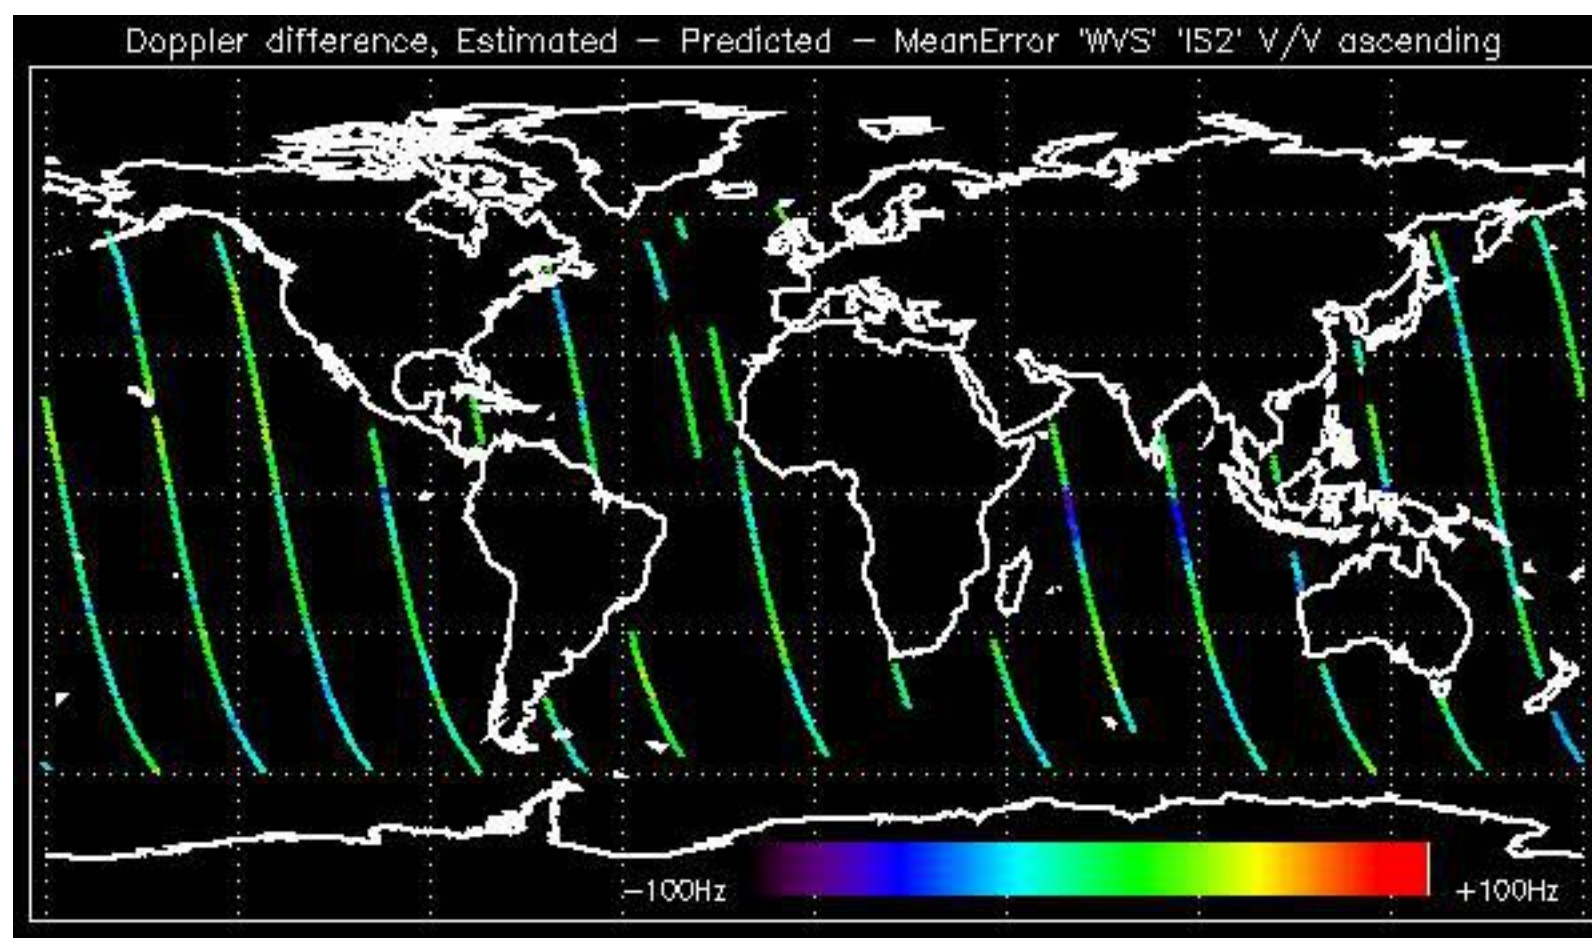 Doppler difference, Estimated – Predicted – MeanError 'WVS' 'IS2' V/V ascending
–100Hz
+100Hz